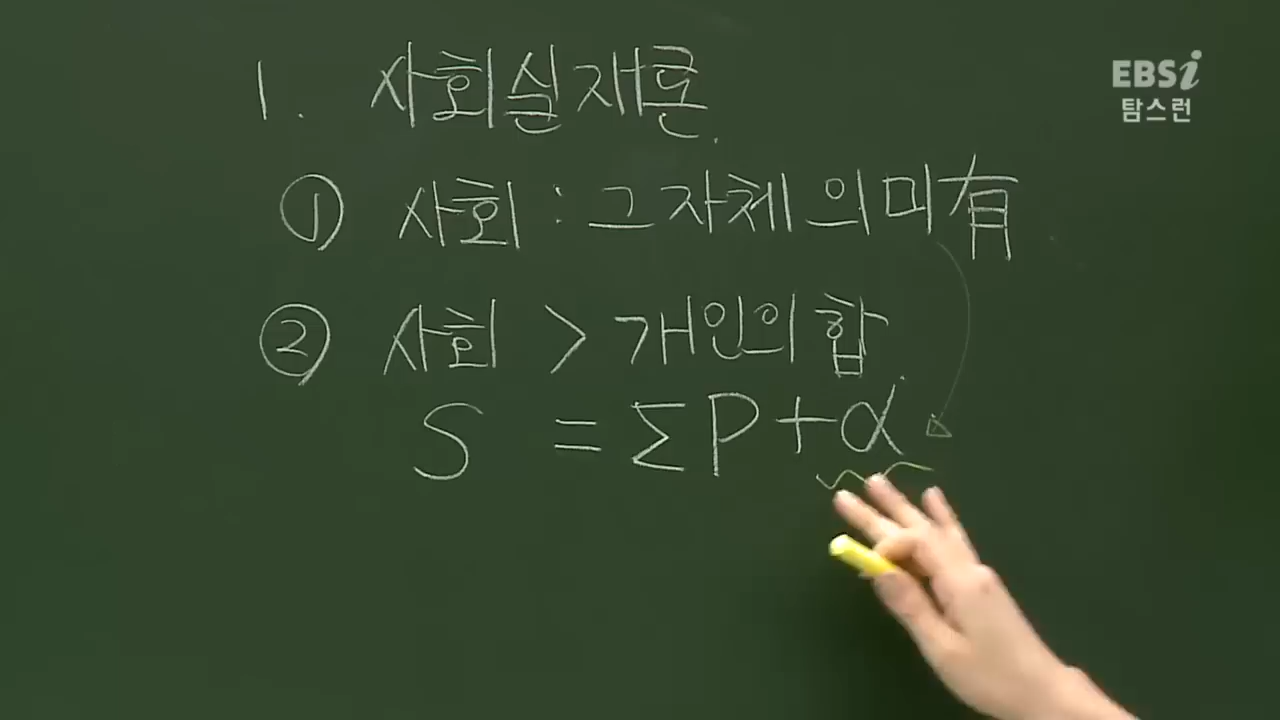 1. 사회실재론.
① 사회 : 그 자체 의미 有
② 사회 > 개인의 합
S = ΣP + α
EBSi
탐스런